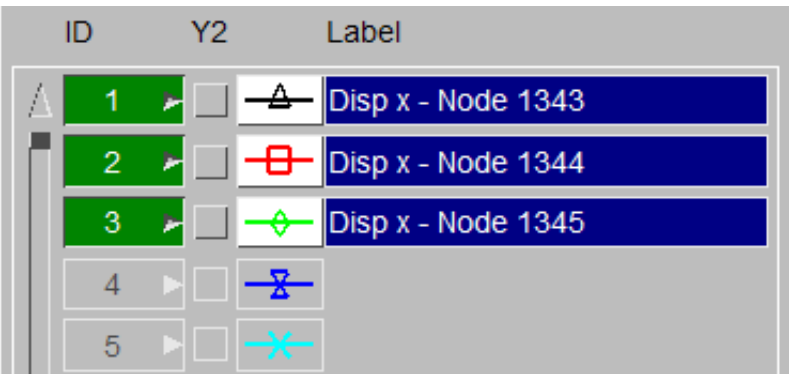 ID Y2 Label
1 Disp x - Node 1343
2 Disp x - Node 1344
3 Disp x - Node 1345
4
5